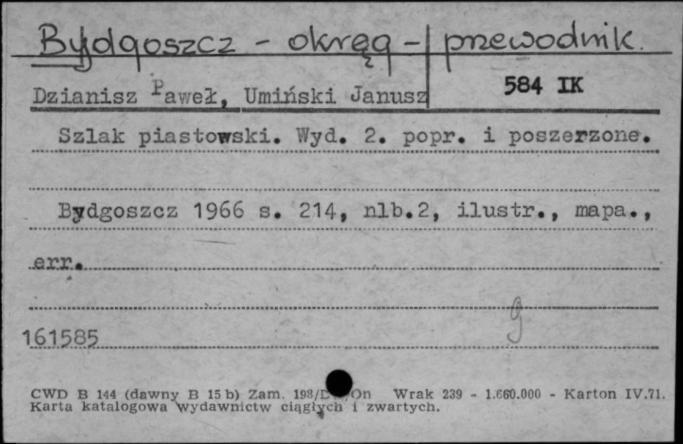 Bydgoszcz - okręg - przewodnik.
584 IK
Dzianisz Paweł, Umiński Janusz
Szlak piastowski. Wyd. 2. popr. i poszerzone.
Bydgoszcz 1966 s. 214, nlb.2, ilustr., mapa.,
err.
g
161585
CWD B 144 (dawny B 15 b) Zam. 198/ /On Wrak 239 - 1.660.000 - Karton IV.71.
Karta katalogowa wydawnictw ciągłych i zwartych.